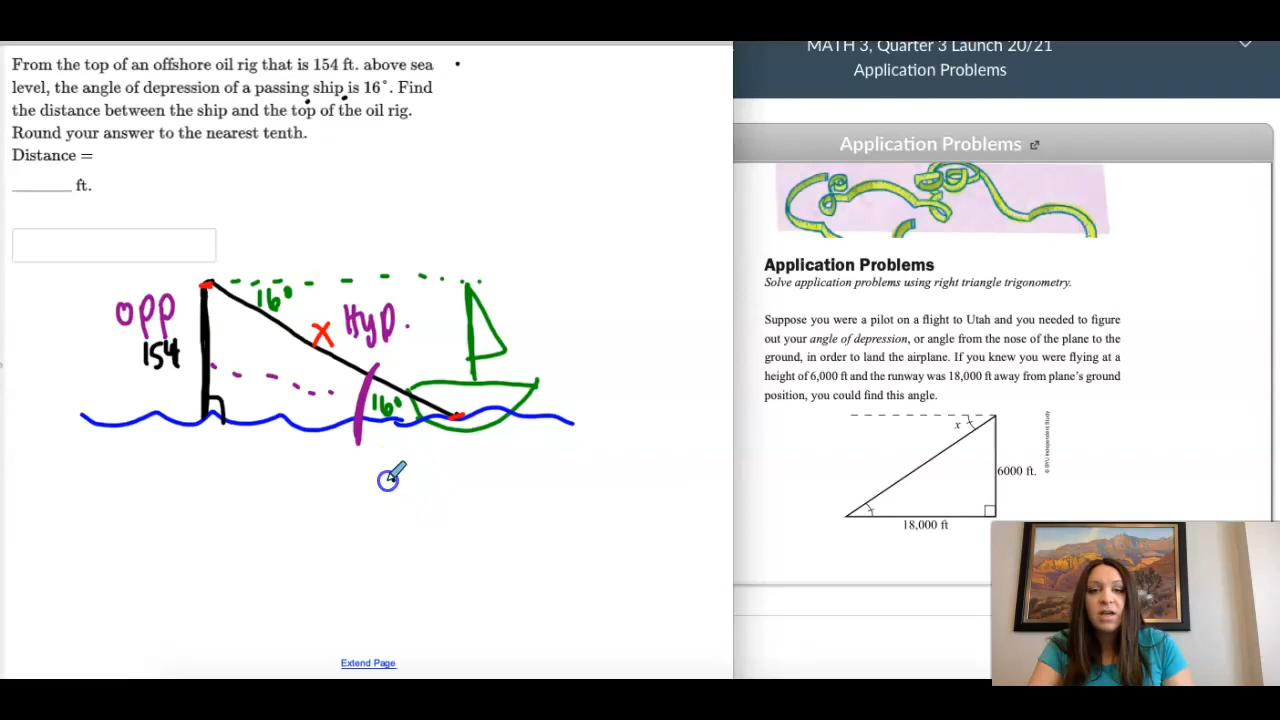 From the top of an offshore oil rig that is 154 ft. above sea
level, the angle of depression of a passing ship is 16°. Find
the distance between the ship and the top of the oil rig.
Round your answer to the nearest tenth.
Distance =
______ ft.
opp
154
16°
x
Hyp.
16°
Extend Page
MATH 3, Quarter 3 Launch 20/21
Application Problems
Application Problems
Application Problems
Solve application problems using right triangle trigonometry.
Suppose you were a pilot on a flight to Utah and you needed to figure
out your angle of depression, or angle from the nose of the plane to the
ground, in order to land the airplane. If you knew you were flying at a
height of 6,000 ft and the runway was 18,000 ft away from plane's ground
position, you could find this angle.
x
6000 ft.
18,000 ft
© BYU Independent Study